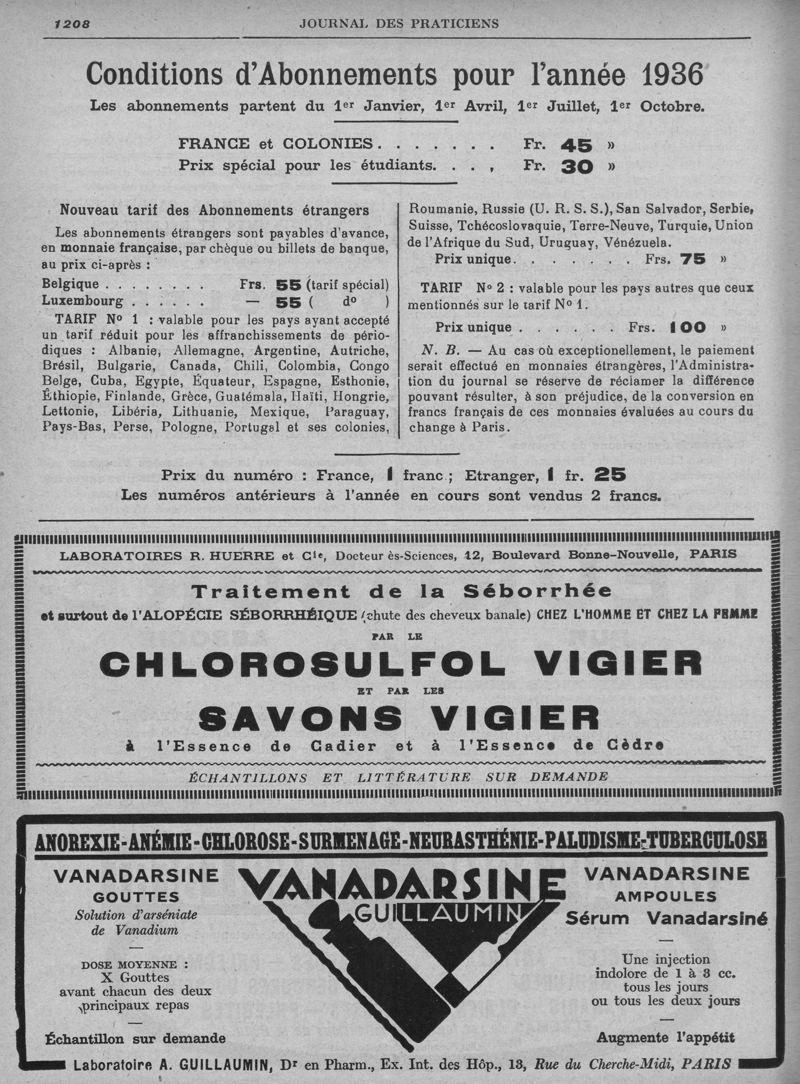 1208
JOURNAL DES PRATICIENS
Conditions d'Abonnements pour l'année 1936
Les abonnements partent du 1er Janvier, 1er Avril, 1er Juillet, 1er Octobre.
FRANCE et COLONIES . . . . . . . Fr. 45 »
Prix spécial pour les étudiants. . . , Fr. 30 »
Nouveau tarif des Abonnements étrangers
Les abonnements étrangers sont payables d'avance,
en monnaie française, par chèque ou billets de banque,
au prix ci-après :
Belgique . . . . . . . . Frs. 55 (tarif spécial)
Luxembourg . . . . . . — 55 ( do )
TARIF No 1 : valable pour les pays ayant accepté
un tarif réduit pour les affranchissements de pério-
diques : Albanie, Allemagne, Argentine, Autriche,
Brésil, Bulgarie, Canada, Chili, Colombia, Congo
Belge, Cuba, Egypte, Équateur, Espagne, Esthonie,
Éthiopie, Finlande, Grèce, Guatémala, Haïti, Hongrie,
Lettonie, Libéria, Lithuanie, Mexique, Paraguay,
Pays-Bas, Perse, Pologne, Portugal et ses colonies,
Roumanie, Russie (U. R. S. S.), San Salvador, Serbie,
Suisse, Tchécoslovaquie, Terre-Neuve, Turquie, Union
de l'Afrique du Sud, Uruguay, Vénézuela.
Prix unique. . . . . . . . Frs. 75 »
TARIF No 2 : valable pour les pays autres que ceux
mentionnés sur le tarif No 1.
Prix unique . . . . . . Frs. 100 »
N. B. — Au cas où exceptionellement, le paiement
serait effectué en monnaies étrangères, l'Administra-
tion du journal se réserve de réclamer la différence
pouvant résulter, à son préjudice, de la conversion en
francs français de ces monnaies évaluées au cours du
change à Paris.
Prix du numéro : France, 1 franc ; Etranger, 1 fr. 25
Les numéros antérieurs à l'année en cours sont vendus 2 francs.
LABORATOIRES R. HUERRE et Cie, Docteur ès-Sciences, 12, Boulevard Bonne-Nouvelle, PARIS
Traitement de la Séborrhée
et surtout de l'ALOPÉCIE SÉBORRHÉIQUE (chute des cheveux banale) CHEZ L'HOMME ET CHEZ LA FEMME
PAR LE
CHLOROSULFOL VIGIER
ET PAR LES
SAVONS VIGIER
à l'Essence de Cadier et à l'Essence de Cèdre
ÉCHANTILLONS ET LITTÉRATURE SUR DEMANDE
ANOREXIE-ANÉMIE-CHLOROSE-SURMENAGE-NEURASTHÉNIE-PALUDISME-TUBERCULOSE
VANADARSINE
GOUTTES
Solution d'arséniate
de Vanadium
DOSE MOYENNE :
X Gouttes
avant chacun des deux
principaux repas
Échantillon sur demande
VANADARSINE
GUILLAUMIN
VANADARSINE
AMPOULES
Sérum Vanadarsiné
Une injection
indolore de 1 à 3 cc.
tous les jours
ou tous les deux jours
Augmente l'appétit
Laboratoire A. GUILLAUMIN, Dr en Pharm., Ex. Int. des Hôp., 13, Rue du Cherche-Midi, PARIS